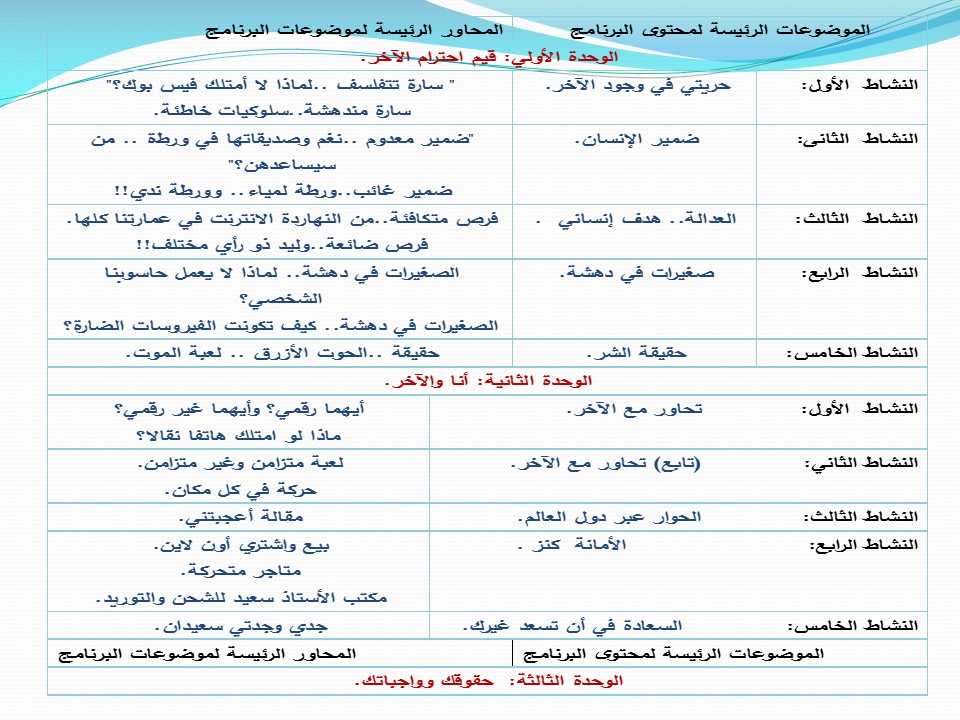 الموضوعات الرئيسة لمحتوى البرنامج المحاور الرئيسة لموضوعات البرنامج
الوحدة الأولي: قيم احترام الآخر.
النشاط الأول: حريتي في وجود الآخر. " سارة تتفلسف ..لماذا لا أمتلك فيس بوك؟"
سارة مندهشة..سلوكيات خاطئة.
النشاط الثانى: ضمير الإنسان. "ضمير معدوم ..نغم وصديقاتها في ورطة .. من
سيساعدهن؟"
ضمير غائب..ورطة لمياء.. وورطة ندي!!
النشاط الثالث: العدالة.. هدف إنساني . فرص متكافئة..من النهاردة الانترنت في عمارتنا كلها.
فرص ضائعة..وليد ذو رأي مختلف!!
النشاط الرابع: صغيرات في دهشة. الصغيرات في دهشة.. لماذا لا يعمل حاسوبنا
الشخصي؟
الصغيرات في دهشة.. كيف تكونت الفيروسات الضارة؟
النشاط الخامس: حقيقة الشر. حقيقة ..الحوت الأزرق .. لعبة الموت.
الوحدة الثانية: أنا والآخر.
النشاط الأول: تحاور مع الآخر. أيهما رقمي؟ وأيهما غير رقمي؟
ماذا لو امتلك هاتفا نقالا؟
النشاط الثاني: (تابع) تحاور مع الآخر. لعبة متزامن وغير متزامن.
حركة في كل مكان.
النشاط الثالث: الحوار عبر دول العالم. مقالة أعجبتني.
النشاط الرابع: الأمانة كنز . بيع واشتري أون لاين.
متاجر متحركة.
مكتب الأستاذ سعيد للشحن والتوريد.
النشاط الخامس: السعادة في أن تسعد غيرك. جدي وجدتي سعيدان.
الموضوعات الرئيسة لمحتوى البرنامج المحاور الرئيسة لموضوعات البرنامج
الوحدة الثالثة: حقوقك وواجباتك.